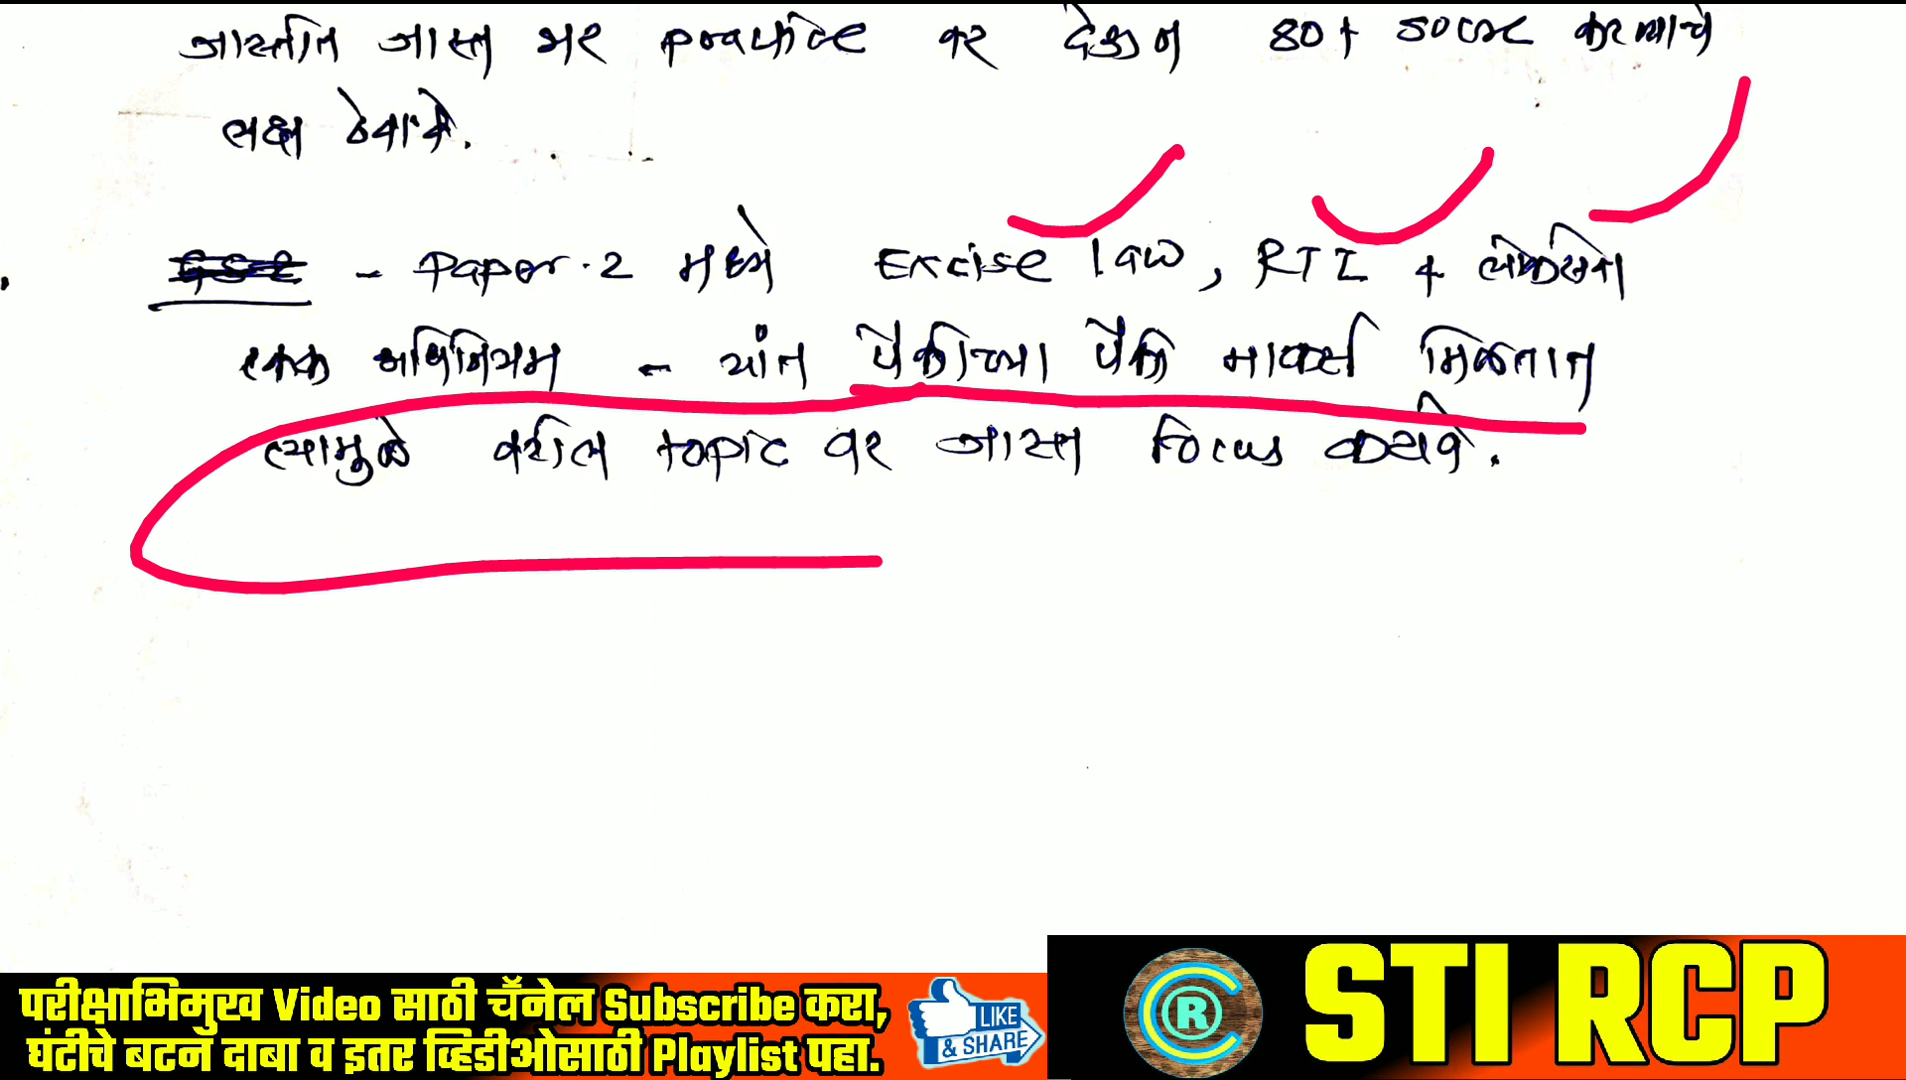 जास्तीत जास्त भर practice वर देऊन 80+ score करण्याचे
लक्ष ठेवावे.
- Paper-2 मध्ये Excise law, RTI + लोकसेवा
हक्क अधिनियम - यांत पैकीच्या पैकी मार्क्स मिळतात
त्यामुळे वरील topic वर जास्त focus करावे.
परीक्षाभिमुख Video साठी चॅनेल Subscribe करा,
घंटीचे बटन दाबा व इतर व्हिडीओसाठी Playlist पहा.
LIKE
& SHARE
C R
STI RCP